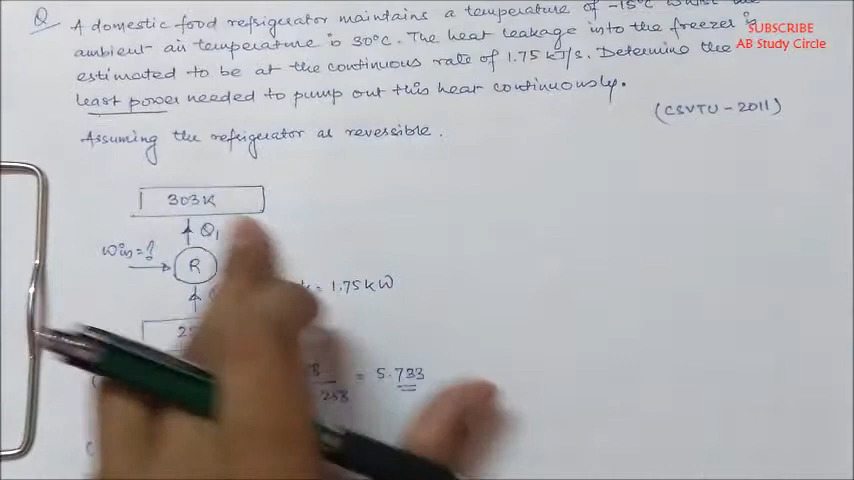 Q A domestic food refrigerator maintains a temperature of -15°C whilst the
ambient air temperature is 30°C. The heat leakage into the freezer is
estimated to be at the continuous rate of 1.75 kJ/s. Determine the
least power needed to pump out this heat continuously.
(CSVTU - 2011)
Assuming the refrigerator as reversible.
SUBSCRIBE
AB Study Circle
303K
Q1
Win = ?
R
= 1.75 kW
25
258
= 5.733